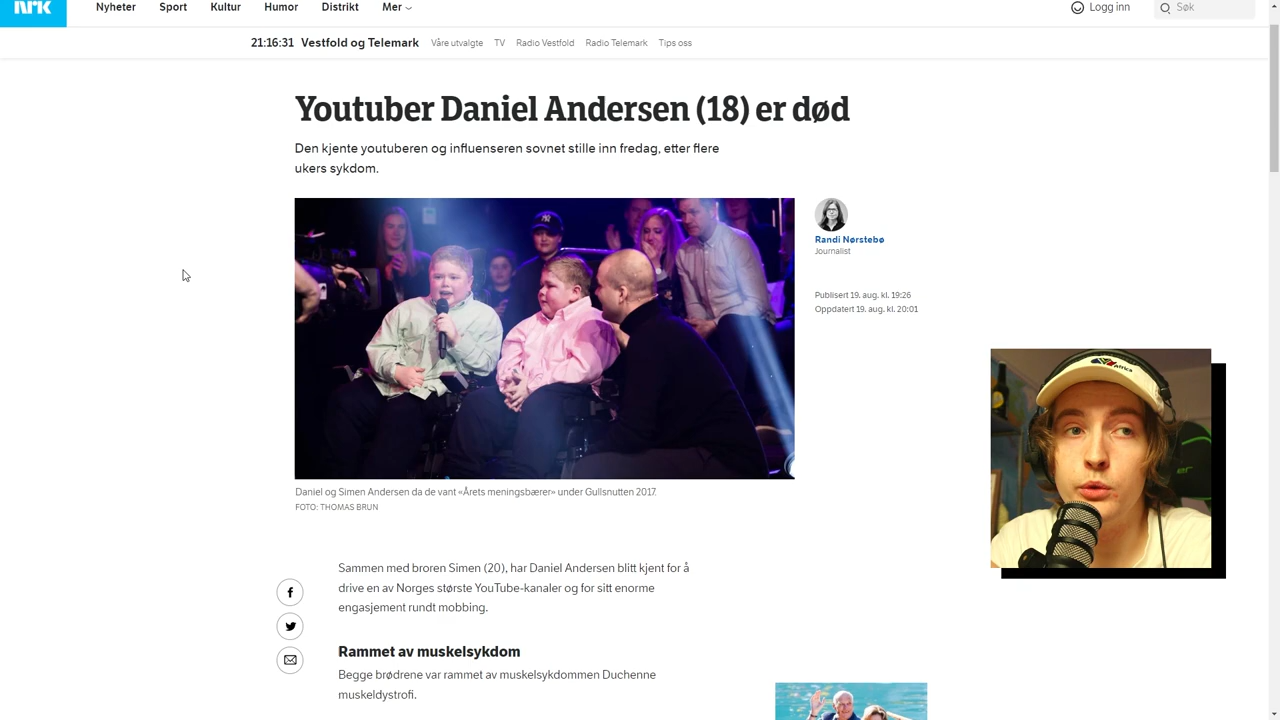 nrk
Nyheter Sport Kultur Humor Distrikt Mer
Logg inn
Søk
21:16:31 Vestfold og Telemark Våre utvalgte TV Radio Vestfold Radio Telemark Tips oss
Youtuber Daniel Andersen (18) er død
Den kjente youtuberen og influenseren sovnet stille inn fredag, etter flere
ukers sykdom.
Randi Nørstebø
Journalist
Publisert 19. aug. kl. 19:26
Oppdatert 19. aug. kl. 20:01
Daniel og Simen Andersen da de vant «Årets meningsbærer» under Gullsnutten 2017.
FOTO: THOMAS BRUN
Sammen med broren Simen (20), har Daniel Andersen blitt kjent for å
drive en av Norges største YouTube-kanaler og for sitt enorme
engasjement rundt mobbing.
Rammet av muskelsykdom
Begge brødrene var rammet av muskelsykdommen Duchenne
muskeldystrofi.